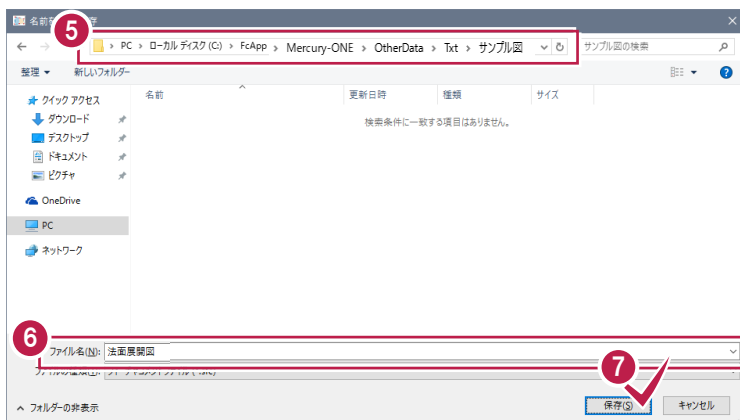 名前
5
PC › ローカル ディスク (C:) › FcApp › Mercury-ONE › OtherData › Txt › サンプル図
サンプル図の検索
整理
新しいフォルダー
名前
更新日時
種類
サイズ
検索条件に一致する項目はありません。
クイック アクセス
ダウンロード
デスクトップ
ドキュメント
ピクチャ
OneDrive
PC
ネットワーク
6
ファイル名(N): 法面展開図
7
フォルダーの非表示
保存(S)
キャンセル